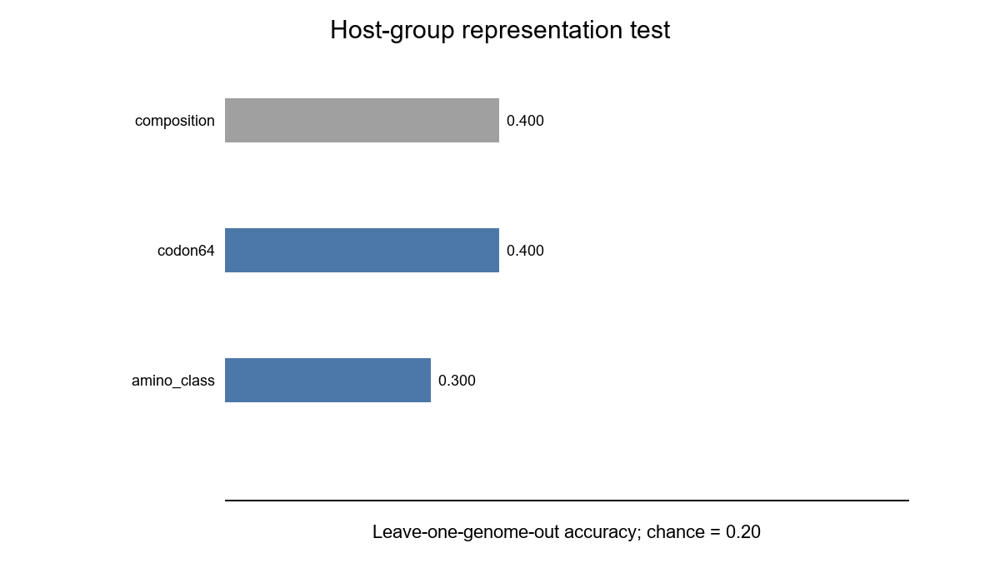 Host-group representation test
composition 0.400
codon64 0.400
amino_class 0.300
Leave-one-genome-out accuracy; chance = 0.20